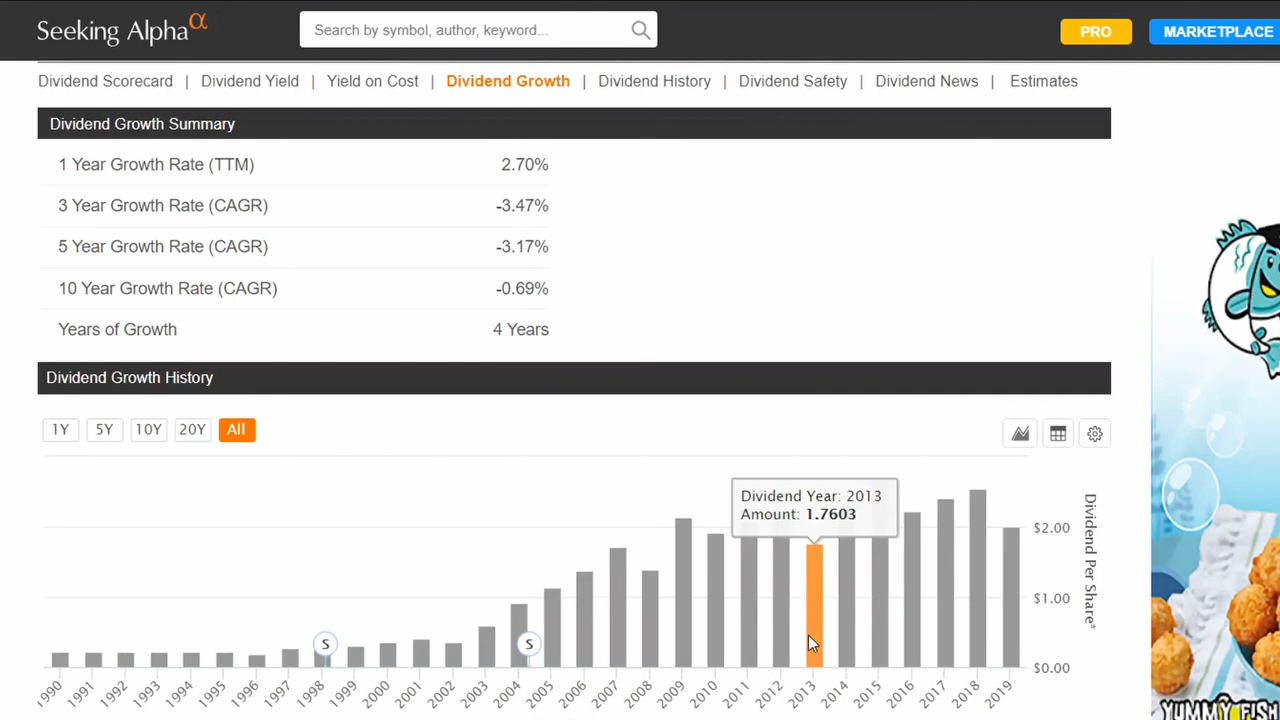 Seeking Alpha α
Search by symbol, author, keyword...
PRO
MARKETPLACE
Dividend Scorecard | Dividend Yield | Yield on Cost | Dividend Growth | Dividend History | Dividend Safety | Dividend News | Estimates
Dividend Growth Summary
1 Year Growth Rate (TTM) 2.70%
3 Year Growth Rate (CAGR) -3.47%
5 Year Growth Rate (CAGR) -3.17%
10 Year Growth Rate (CAGR) -0.69%
Years of Growth 4 Years
Dividend Growth History
1Y 5Y 10Y 20Y All
Dividend Year: 2013
Amount: 1.7603
$2.00
$1.00
$0.00
Dividend Per Share*
S S
1990 1991 1992 1993 1994 1995 1996 1997 1998 1999 2000 2001 2002 2003 2004 2005 2006 2007 2008 2009 2010 2011 2012 2013 2014 2015 2016 2017 2018 2019
YUMMY FISH